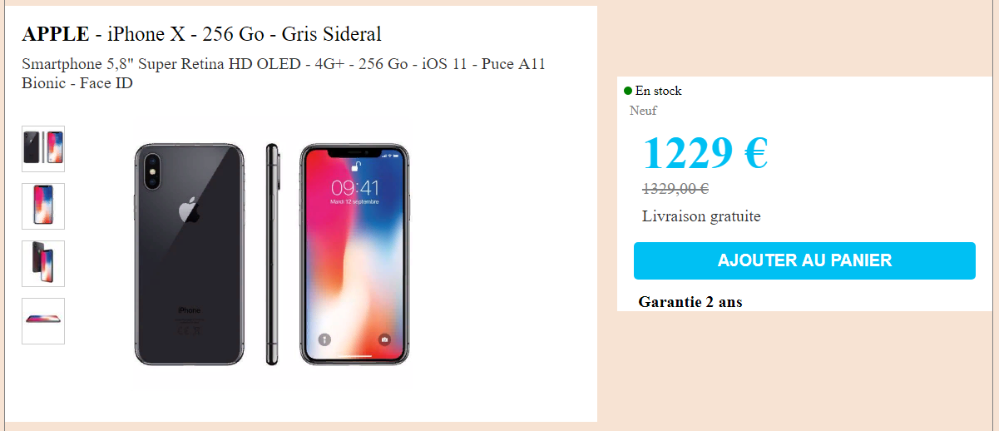 APPLE - iPhone X - 256 Go - Gris Sideral
Smartphone 5,8" Super Retina HD OLED - 4G+ - 256 Go - iOS 11 - Puce A11
Bionic - Face ID
09:41
Mardi 12 septembre
iPhone
En stock
Neuf
1229 €
1329,00 €
Livraison gratuite
AJOUTER AU PANIER
Garantie 2 ans